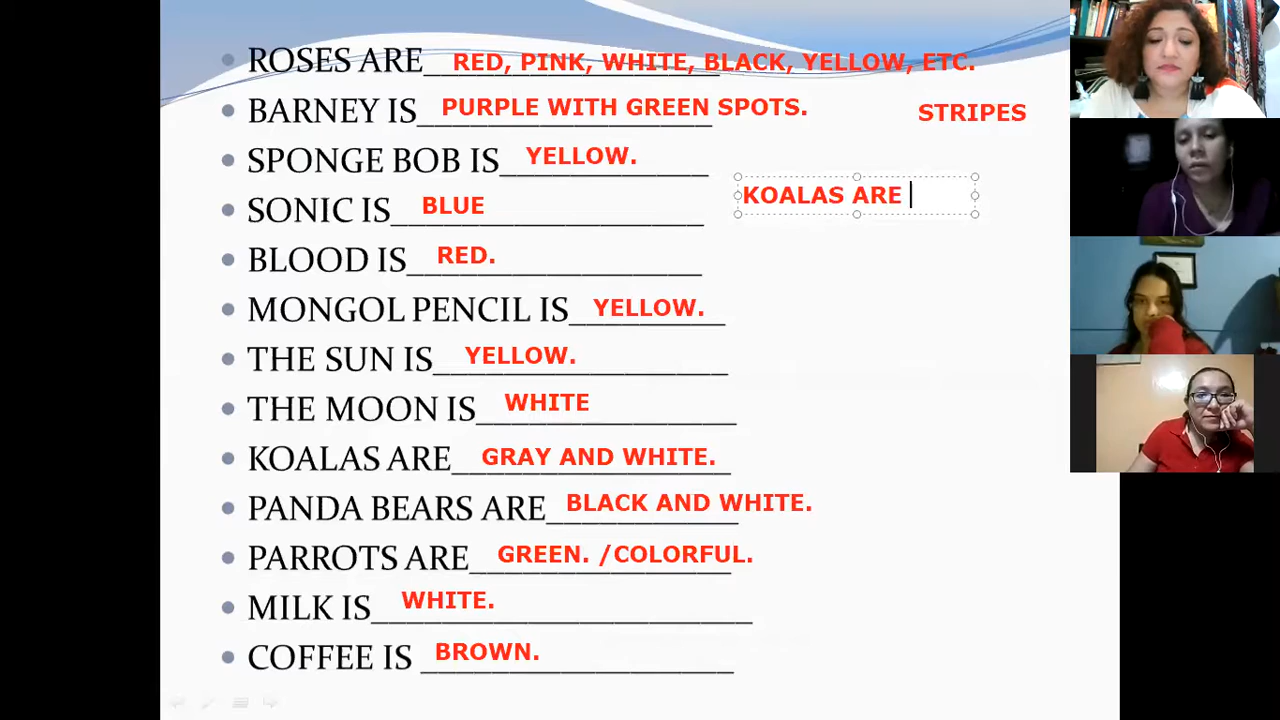 ROSES ARE RED, PINK, WHITE, BLACK, YELLOW, ETC.
BARNEY IS PURPLE WITH GREEN SPOTS. STRIPES
SPONGE BOB IS YELLOW.
KOALAS ARE
SONIC IS BLUE
BLOOD IS RED.
MONGOL PENCIL IS YELLOW.
THE SUN IS YELLOW.
THE MOON IS WHITE
KOALAS ARE GRAY AND WHITE.
PANDA BEARS ARE BLACK AND WHITE.
PARROTS ARE GREEN. /COLORFUL.
MILK IS WHITE.
COFFEE IS BROWN.